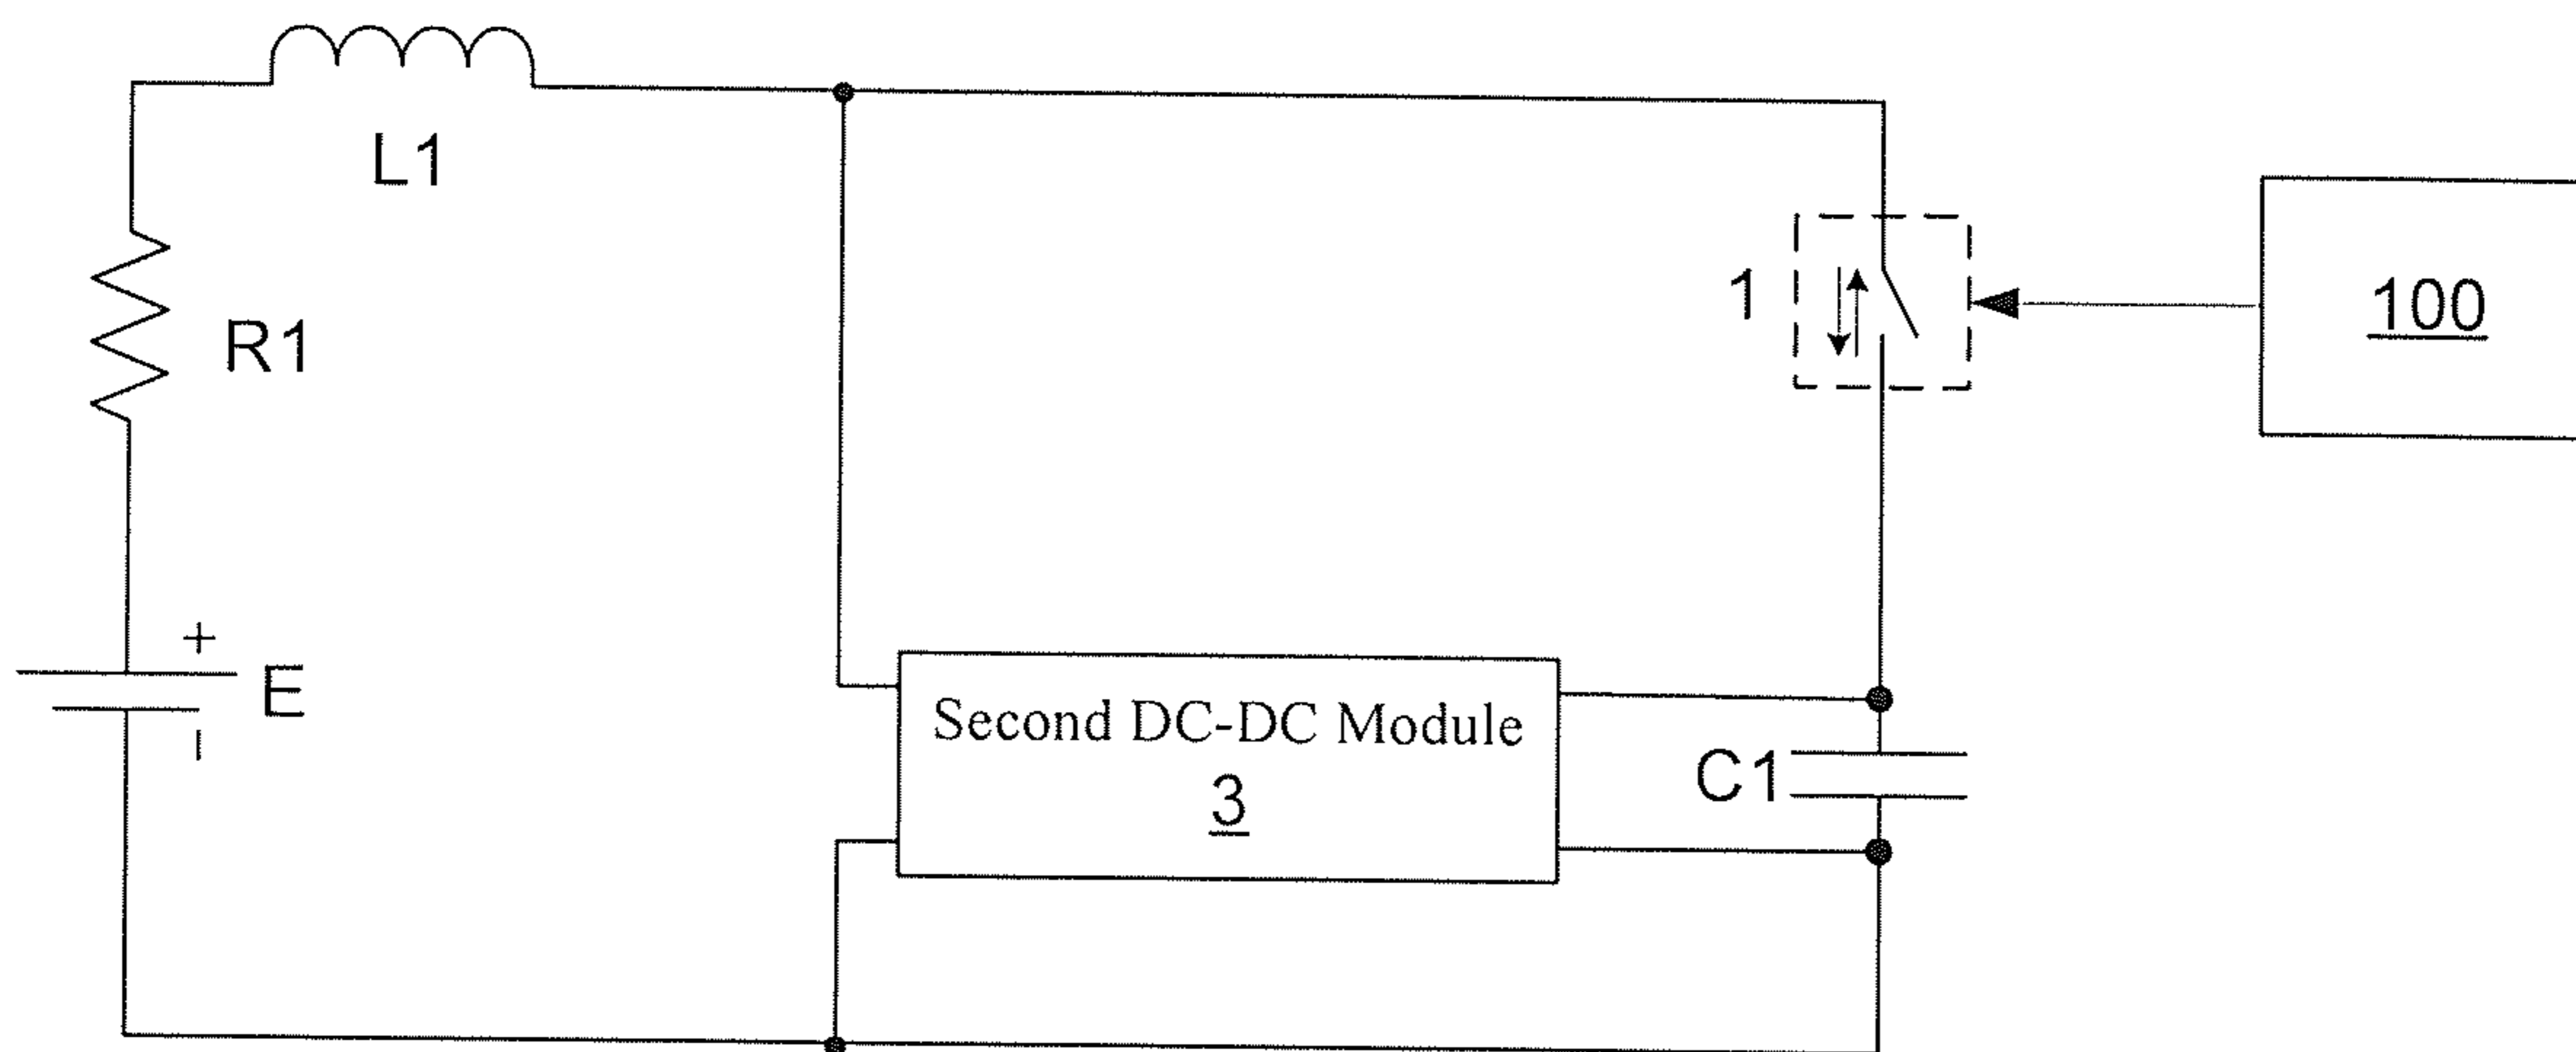 L1
1
100
R1
+
E
-
Second DC-DC Module
3
C1